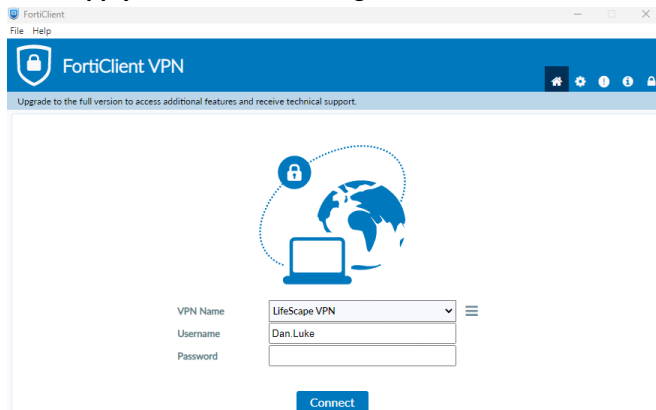 FortiClient
File Help
FortiClient VPN
Upgrade to the full version to access additional features and receive technical support.
VPN Name
LifeScape VPN
Username
Dan.Luke
Password
Connect